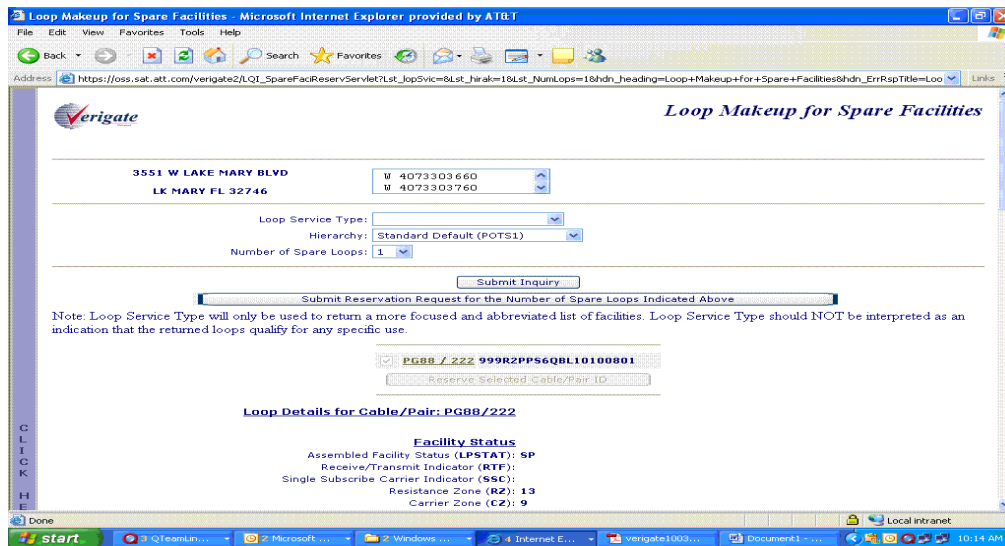 Loop Makeup for Spare Facilities - Microsoft Internet Explorer provided by AT&T
File Edit View Favorites Tools Help
Back Search Favorites
Address https://oss.sat.att.com/verigate2/LQI_SpareFaciReservServlet?Lst_lopSvic=&Lst_hirak=1&Lst_NumLops=1&hdn_heading=Loop+Makeup+for+Spare+Facilities&hdn_ErrRspTitle=Loo Links
Verigate
Loop Makeup for Spare Facilities
3551 W LAKE MARY BLVD
LK MARY FL 32746
W 4073303660
W 4073303760
Loop Service Type:
Hierarchy: Standard Default (POTS1)
Number of Spare Loops: 1
Submit Inquiry
Submit Reservation Request for the Number of Spare Loops Indicated Above
Note: Loop Service Type will only be used to return a more focused and abbreviated list of facilities. Loop Service Type should NOT be interpreted as an
indication that the returned loops qualify for any specific use.
PG88 / 222 999R2PPS6QBL10100801
Reserve Selected Cable/Pair ID
Loop Details for Cable/Pair: PG88/222
Facility Status
Assembled Facility Status (LPSTAT): SP
Receive/Transmit Indicator (RTF):
Single Subscribe Carrier Indicator (SSC):
Resistance Zone (RZ): 13
Carrier Zone (CZ): 9
CLICK HE
Done Local intranet
start 3 QTeamLin... 2 Microsoft ... 2 Windows ... 4 Internet E... verigate1003... Document1 - ... 10:14 AM